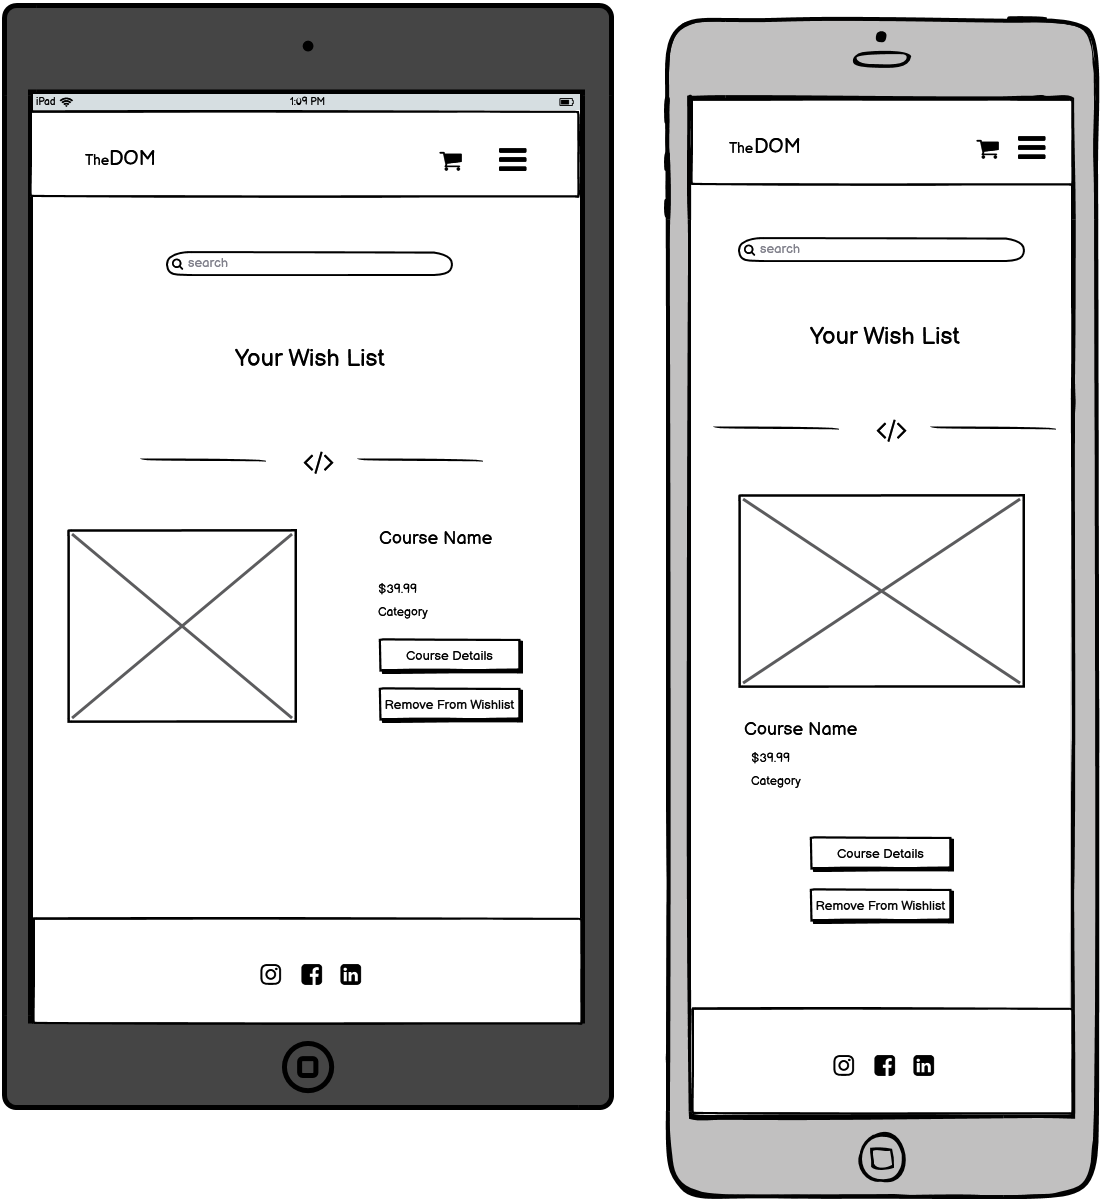 iPad 1:09 PM
TheDOM
search
Your Wish List
</>
Course Name
$39.99
Category
Course Details
Remove From Wishlist
TheDOM
search
Your Wish List
</>
Course Name
$39.99
Category
Course Details
Remove From Wishlist